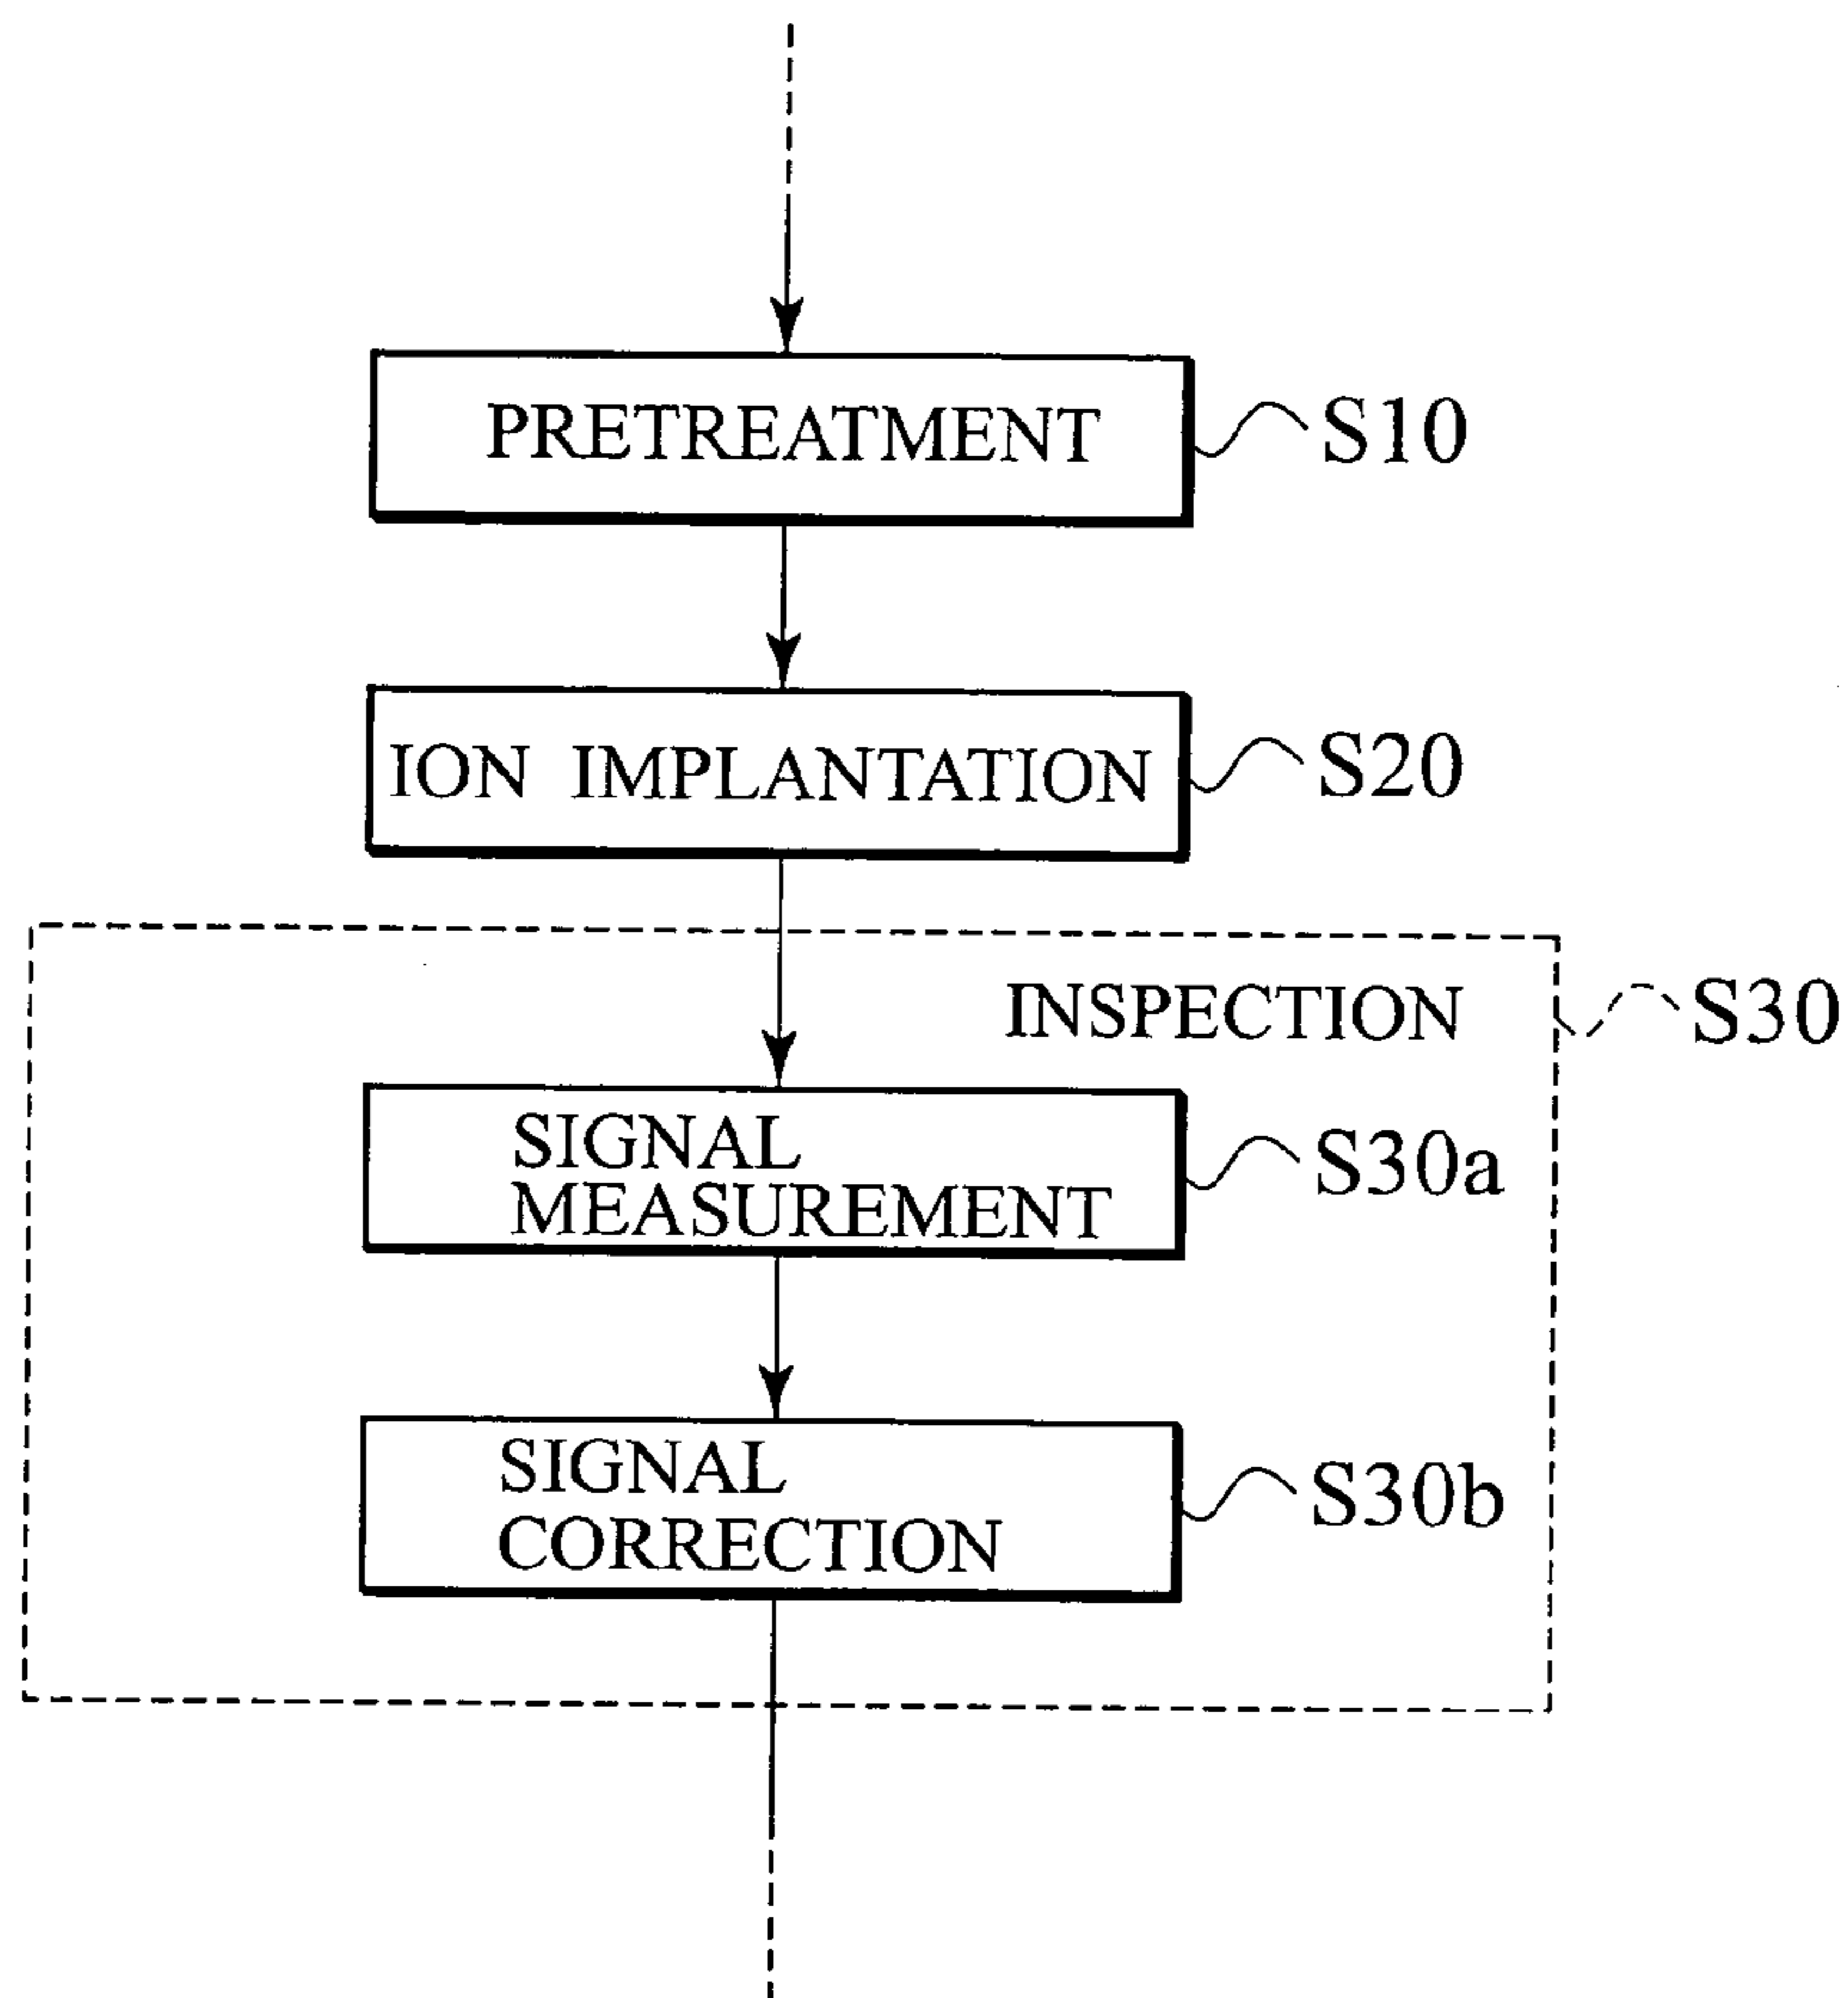 PRETREATMENT
S10
ION IMPLANTATION
S20
INSPECTION
S30
SIGNAL
MEASUREMENT
S30a
SIGNAL
CORRECTION
S30b